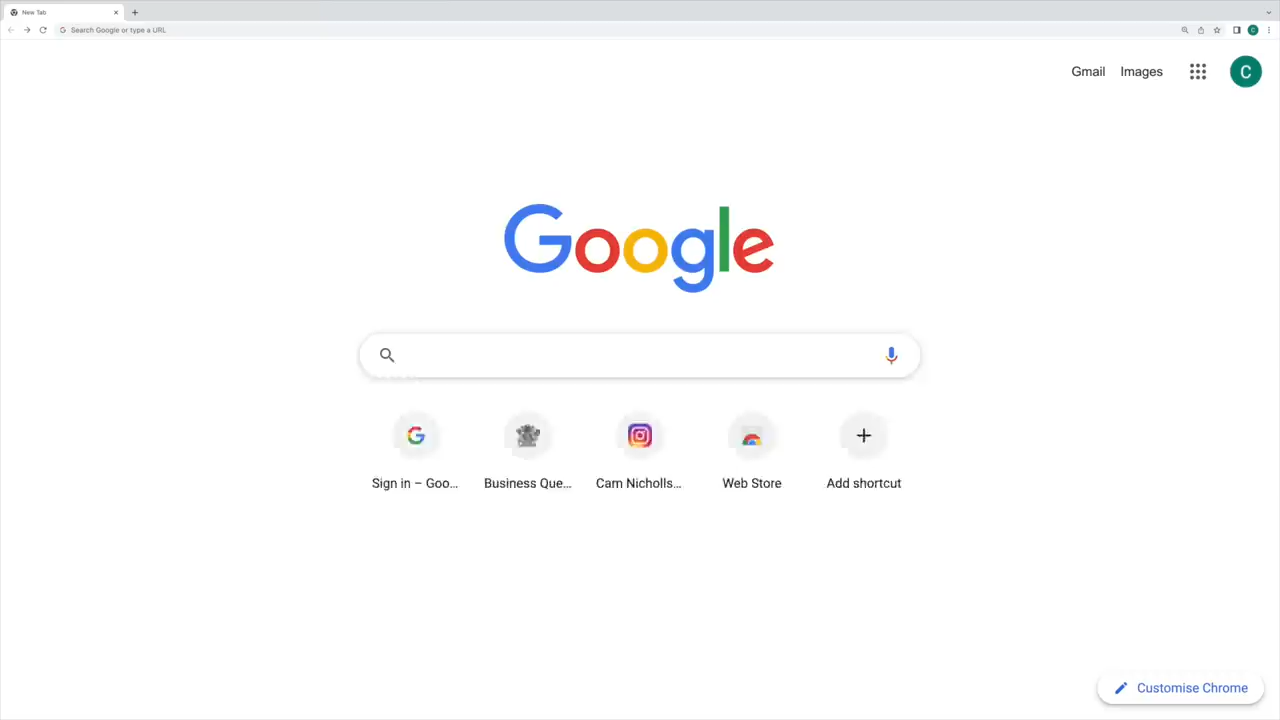 New Tab
Search Google or type a URL
Gmail Images
C
Google
Sign in – Goo...
Business Que...
Cam Nicholls...
Web Store
Add shortcut
Customise Chrome